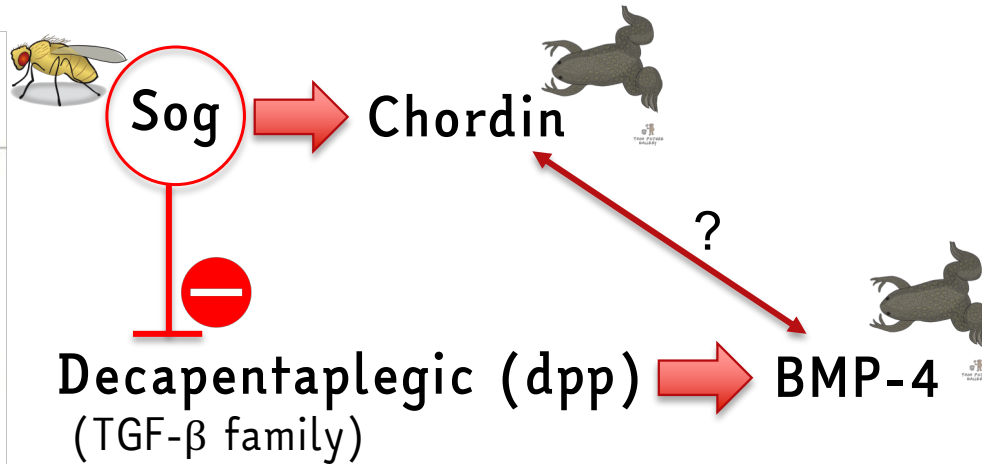 Sog
Chordin
?
Decapentaplegic (dpp)
BMP-4
(TGF-β family)